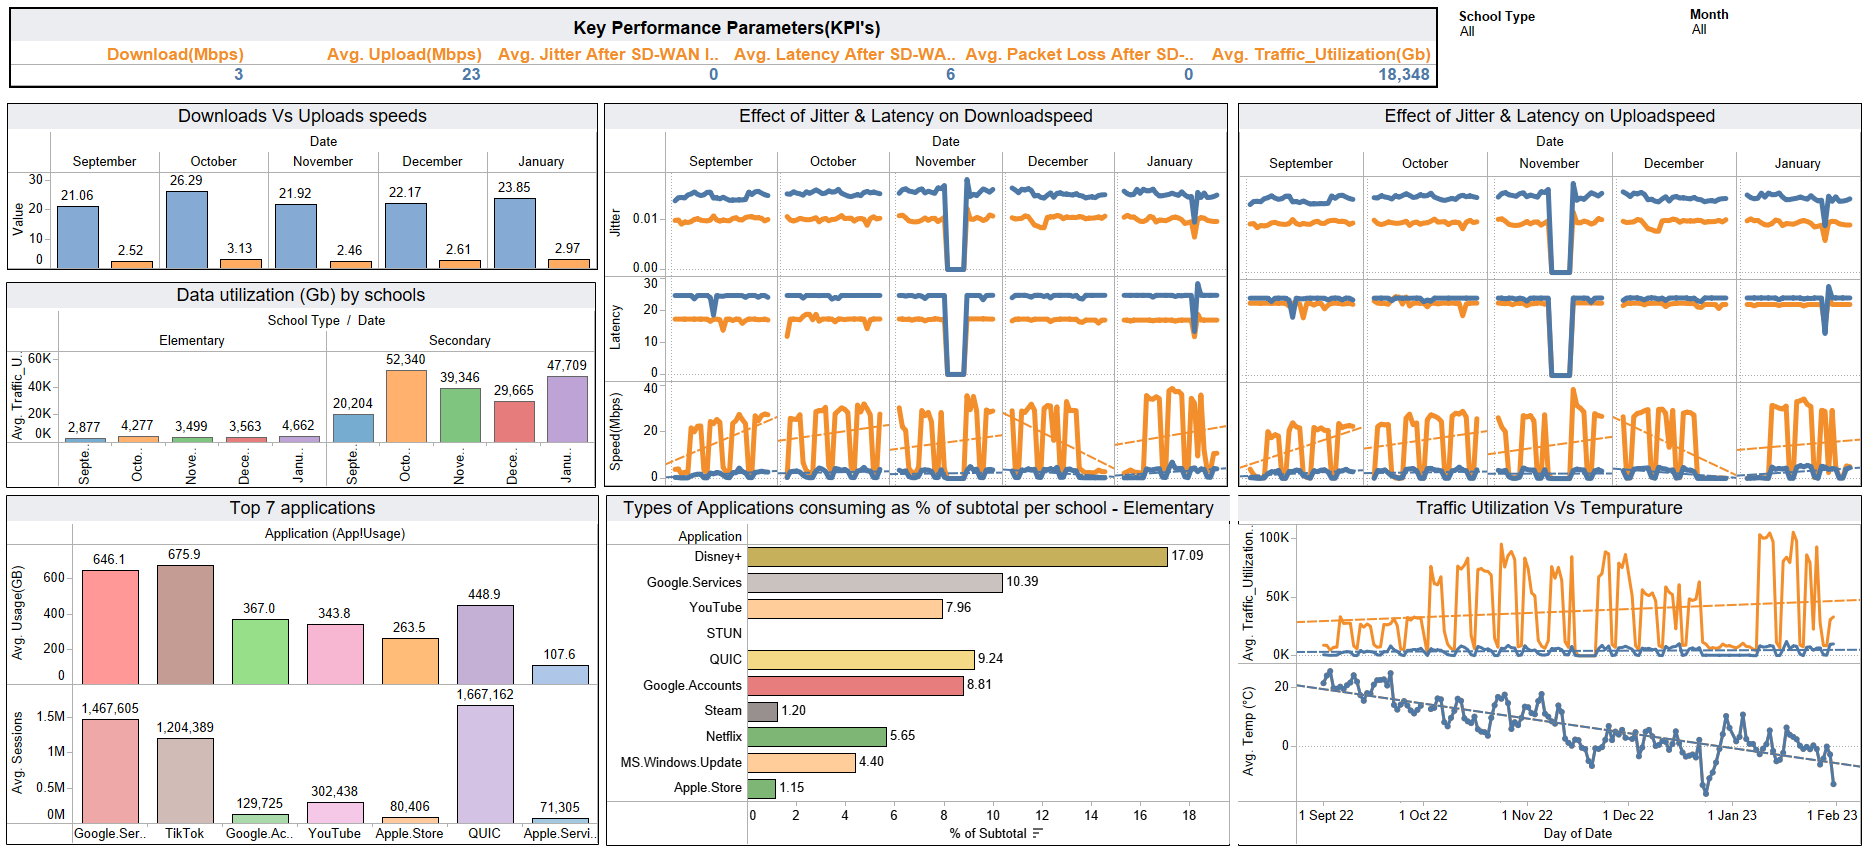 Key Performance Parameters(KPI's)
Download(Mbps) Avg. Upload(Mbps) Avg. Jitter After SD-WAN I.. Avg. Latency After SD-WA.. Avg. Packet Loss After SD-.. Avg. Traffic_Utilization(Gb)
3 23 0 6 0 18,348
School Type
All
Month
All
Downloads Vs Uploads speeds
Date
September October November December January
Value
30
20
10
0
21.06 2.52 26.29 3.13 21.92 2.46 22.17 2.61 23.85 2.97
Data utilization (Gb) by schools
School Type / Date
Elementary Secondary
Avg. Traffic_U..
60K
40K
20K
0K
2,877 4,277 3,499 3,563 4,662 20,204 52,340 39,346 29,665 47,709
Septe.. Octo.. Nove.. Dece.. Janu.. Septe.. Octo.. Nove.. Dece.. Janu..
Effect of Jitter & Latency on Downloadspeed
Date
September October November December January
Jitter
0.01
0.00
Latency
30
20
10
0
Speed(Mbps)
40
20
0
Effect of Jitter & Latency on Uploadspeed
Date
September October November December January
Top 7 applications
Application (App!Usage)
Avg. Usage(GB)
600
400
200
0
646.1 675.9 367.0 343.8 263.5 448.9 107.6
Avg. Sessions
1.5M
1M
0.5M
0M
1,467,605 1,204,389 129,725 302,438 80,406 1,667,162 71,305
Google.Ser.. TikTok Google.Ac.. YouTube Apple.Store QUIC Apple.Servi..
Types of Applications consuming as % of subtotal per school - Elementary
Application
Disney+ 17.09
Google.Services 10.39
YouTube 7.96
STUN
QUIC 9.24
Google.Accounts 8.81
Steam 1.20
Netflix 5.65
MS.Windows.Update 4.40
Apple.Store 1.15
0 2 4 6 8 10 12 14 16 18
% of Subtotal
Traffic Utilization Vs Tempurature
Avg. Traffic_Utilization..
100K
50K
0K
Avg. Temp (°C)
20
0
1 Sept 22 1 Oct 22 1 Nov 22 1 Dec 22 1 Jan 23 1 Feb 23
Day of Date